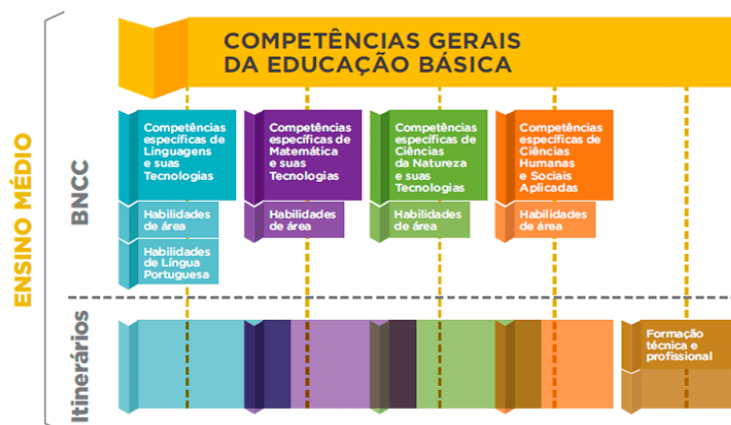 COMPETÊNCIAS GERAIS
DA EDUCAÇÃO BÁSICA
ENSINO MÉDIO
BNCC
Competências
específicas de
Linguagens
e suas
Tecnologias
Habilidades
de área
Habilidades
de Língua
Portuguesa
Competências
específicas de
Matemática
e suas
Tecnologias
Habilidades
de área
Competências
específicas de
Ciências
da Natureza
e suas
Tecnologias
Habilidades
de área
Competências
específicas de
Ciências
Humanas
e Sociais
Aplicadas
Habilidades
de área
Itinerários
Formação
técnica e
profissional